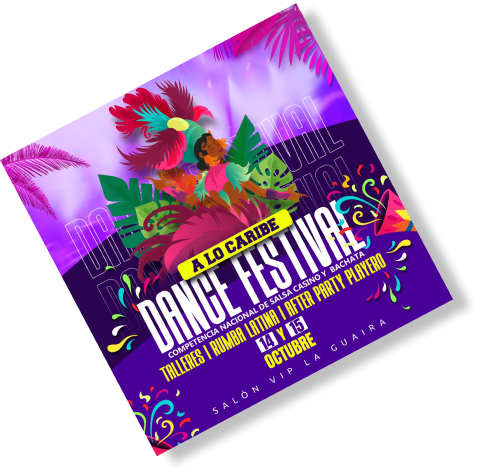 A LO CARIBE
DANCE FESTIVAL
COMPETENCIA NACIONAL DE SALSA CASINO Y BACHATA
TALLERES | RUMBA LATINA | AFTER PARTY PLAYERO
14 Y 15
OCTUBRE
SALÓN VIP LA GUAIRA